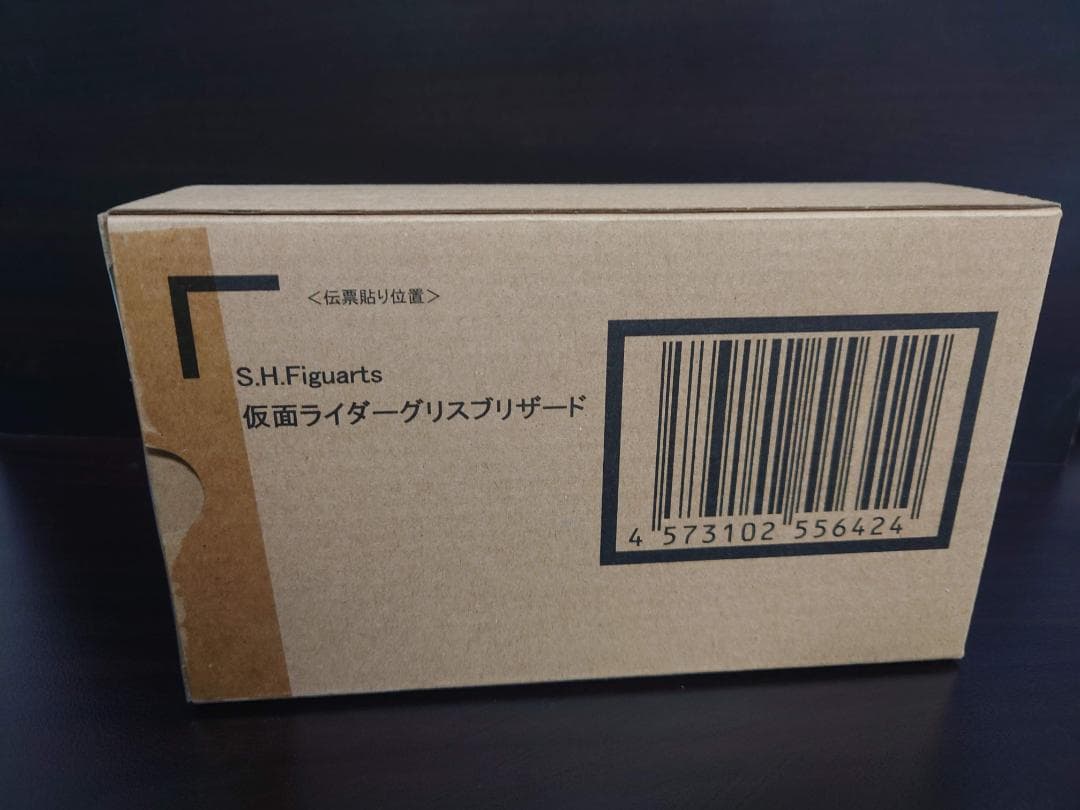 ＜伝票貼り位置＞
S.H.Figuarts
仮面ライダーグリスブリザード
4 573102 556424